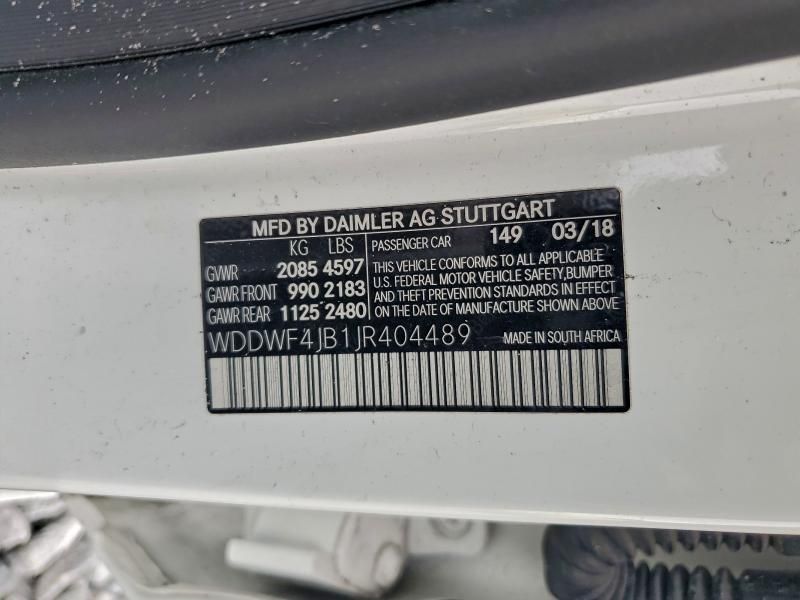 MFD BY DAIMLER AG STUTTGART
KG LBS
GVWR 2085 4597
GAWR FRONT 990 2183
GAWR REAR 1125 2480
PASSENGER CAR 149 03/18
THIS VEHICLE CONFORMS TO ALL APPLICABLE
U.S. FEDERAL MOTOR VEHICLE SAFETY,BUMPER
AND THEFT PREVENTION STANDARDS IN EFFECT
ON THE DATE OF MANUFACTURE SHOWN ABOVE.
WDDWF4JB1JR404489
MADE IN SOUTH AFRICA